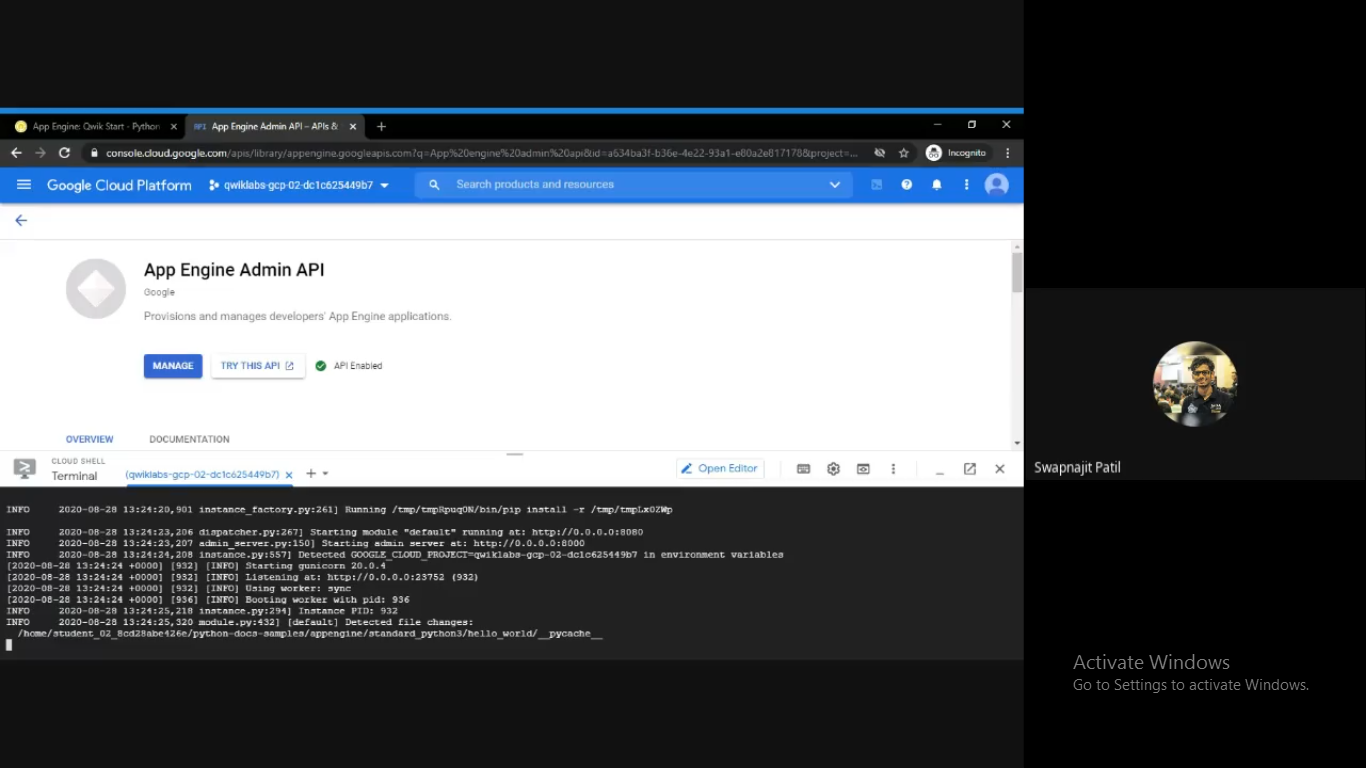 App Engine: Qwik Start - Python
App Engine Admin API – APIs &
console.cloud.google.com/apis/library/appengine.googleapis.com?q=App%20engine%20admin%20api&id=a634ba3f-b36e-4e22-93a1-e80a2e817178&project=...
Incognito
Google Cloud Platform
qwiklabs-gcp-02-dc1c625449b7
Search products and resources
App Engine Admin API
Google
Provisions and manages developers' App Engine applications.
MANAGE
TRY THIS API
API Enabled
OVERVIEW
DOCUMENTATION
CLOUD SHELL
Terminal
(qwiklabs-gcp-02-dc1c625449b7)
Open Editor
INFO 2020-08-28 13:24:20,901 instance_factory.py:261] Running /tmp/tmpRpuqON/bin/pip install -r /tmp/tmpLx0ZWp
INFO 2020-08-28 13:24:23,206 dispatcher.py:267] Starting module "default" running at: http://0.0.0.0:8080
INFO 2020-08-28 13:24:23,207 admin_server.py:150] Starting admin server at: http://0.0.0.0:8000
INFO 2020-08-28 13:24:24,208 instance.py:557] Detected GOOGLE_CLOUD_PROJECT=qwiklabs-gcp-02-dc1c625449b7 in environment variables
[2020-08-28 13:24:24 +0000] [932] [INFO] Starting gunicorn 20.0.4
[2020-08-28 13:24:24 +0000] [932] [INFO] Listening at: http://0.0.0.0:23752 (932)
[2020-08-28 13:24:24 +0000] [932] [INFO] Using worker: sync
[2020-08-28 13:24:24 +0000] [936] [INFO] Booting worker with pid: 936
INFO 2020-08-28 13:24:25,218 instance.py:294] Instance PID: 932
INFO 2020-08-28 13:24:25,320 module.py:432] [default] Detected file changes:
/home/student_02_8cd28abe426e/python-docs-samples/appengine/standard_python3/hello_world/__pycache__
Swapnajit Patil
Activate Windows
Go to Settings to activate Windows.